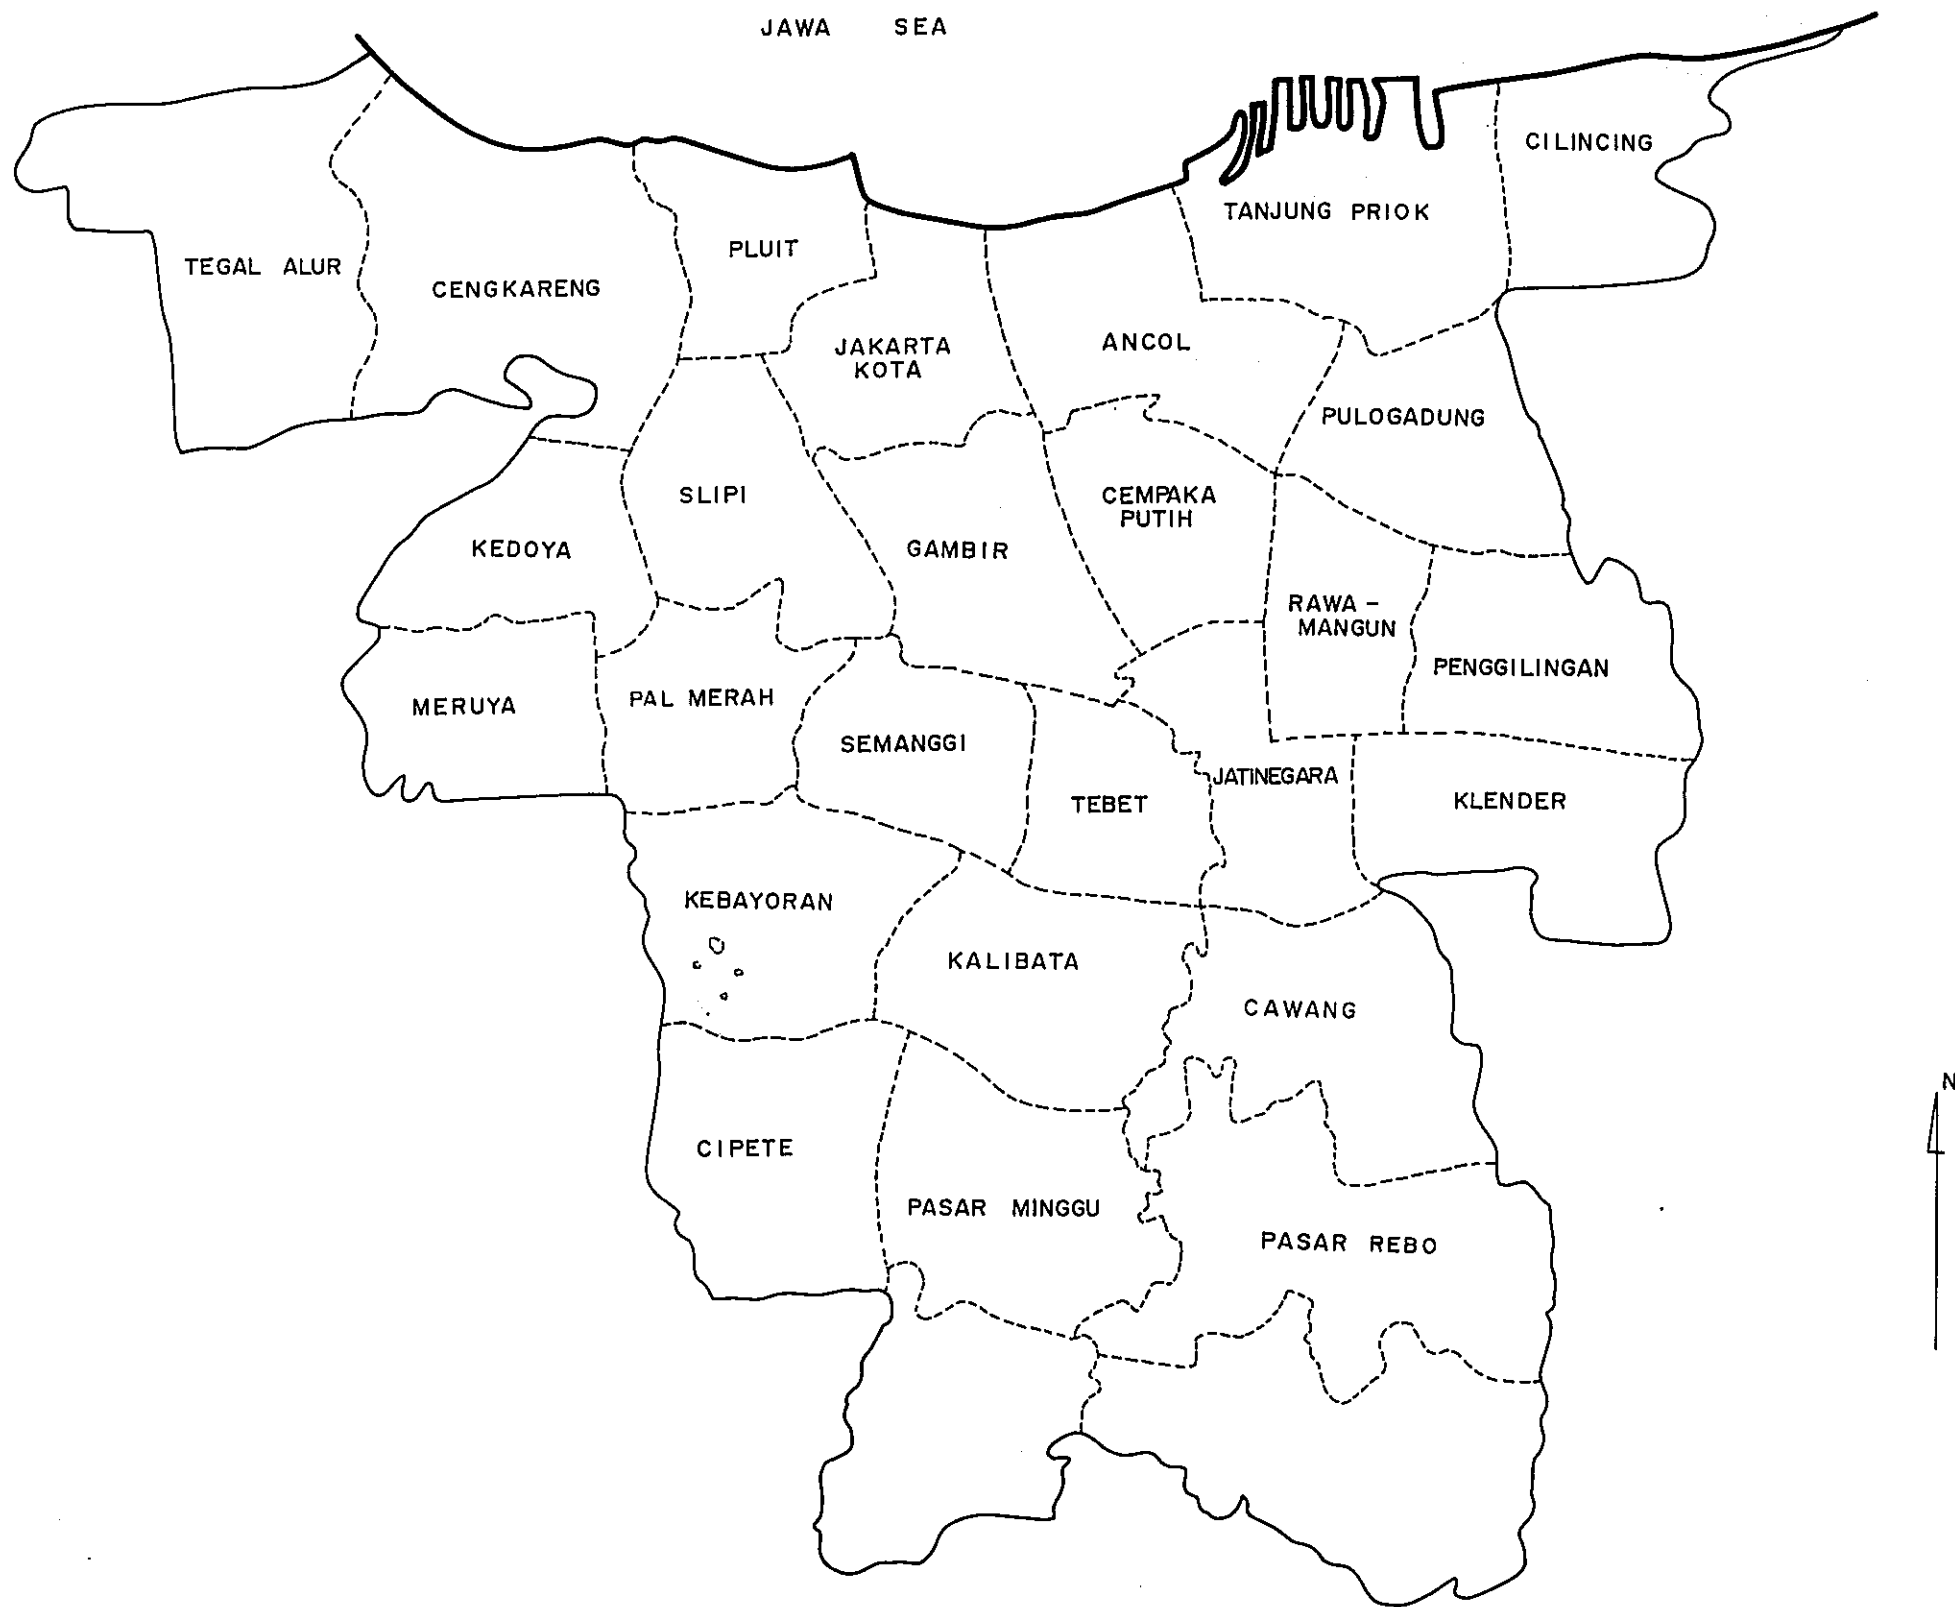 JAWA SEA
CILINCING
TANJUNG PRIOK
PLUIT
TEGAL ALUR
CENGKARENG
JAKARTA
KOTA
ANCOL
PULOGADUNG
SLIPI
CEMPAKA
PUTIH
KEDOYA
GAMBIR
RAWA -
MANGUN
PENGGILINGAN
MERUYA
PAL MERAH
SEMANGGI
JATINEGARA
TEBET
KLENDER
KEBAYORAN
KALIBATA
CAWANG
N
CIPETE
PASAR MINGGU
PASAR REBO